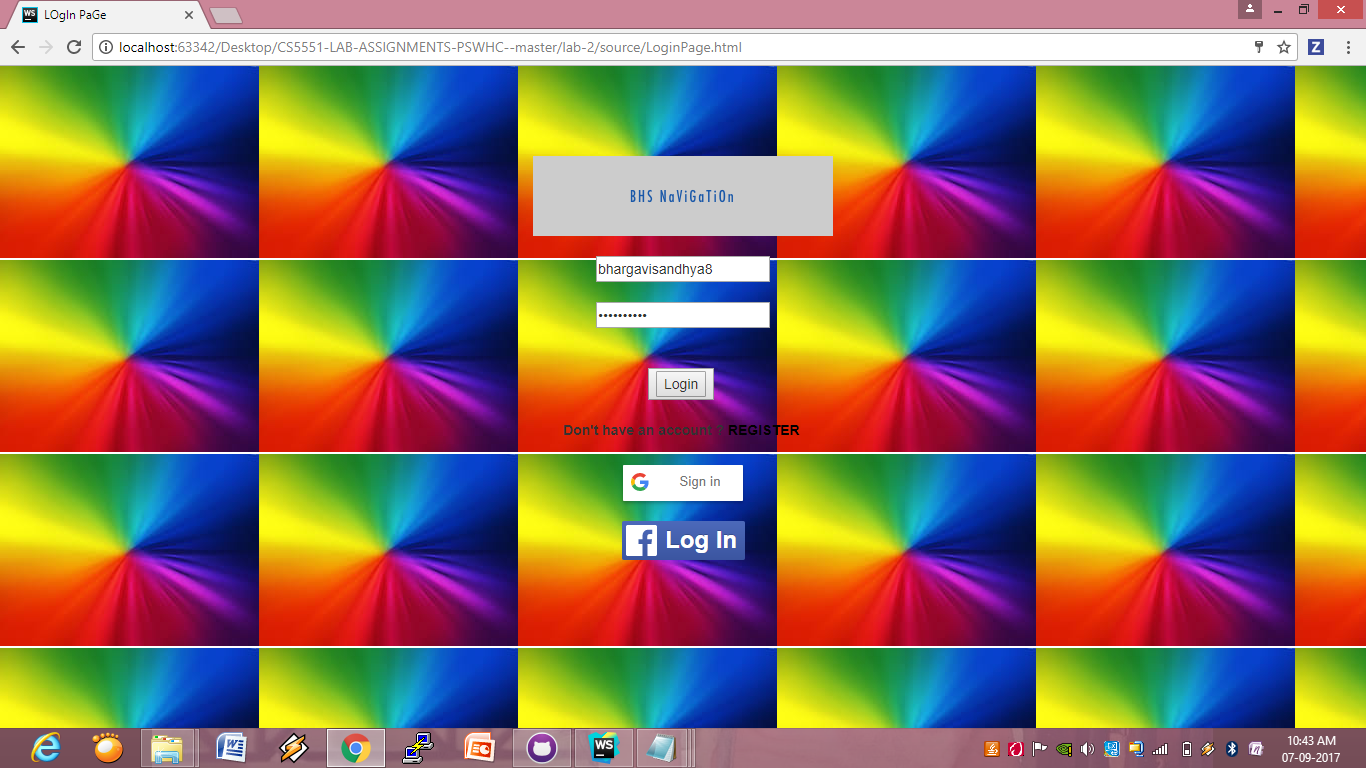 LOgIn PaGe
localhost:63342/Desktop/CS5551-LAB-ASSIGNMENTS-PSWHC--master/lab-2/source/LoginPage.html
Z
BHS NaViGaTiOn
bhargavisandhya8
••••••••••
Login
Don't have an account ? REGISTER
Sign in
Log In
WS
10:43 AM
07-09-2017